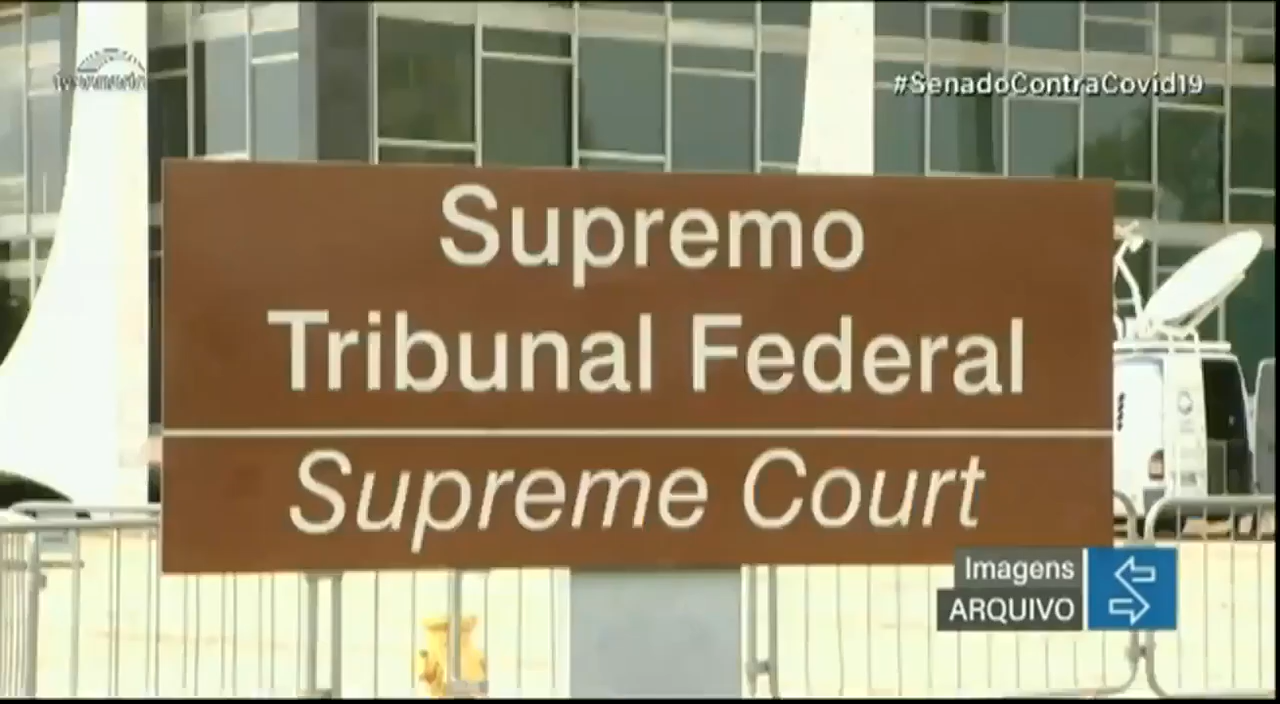 #SenadoContraCovid19
Supremo
Tribunal Federal
Supreme Court
Imagens
ARQUIVO